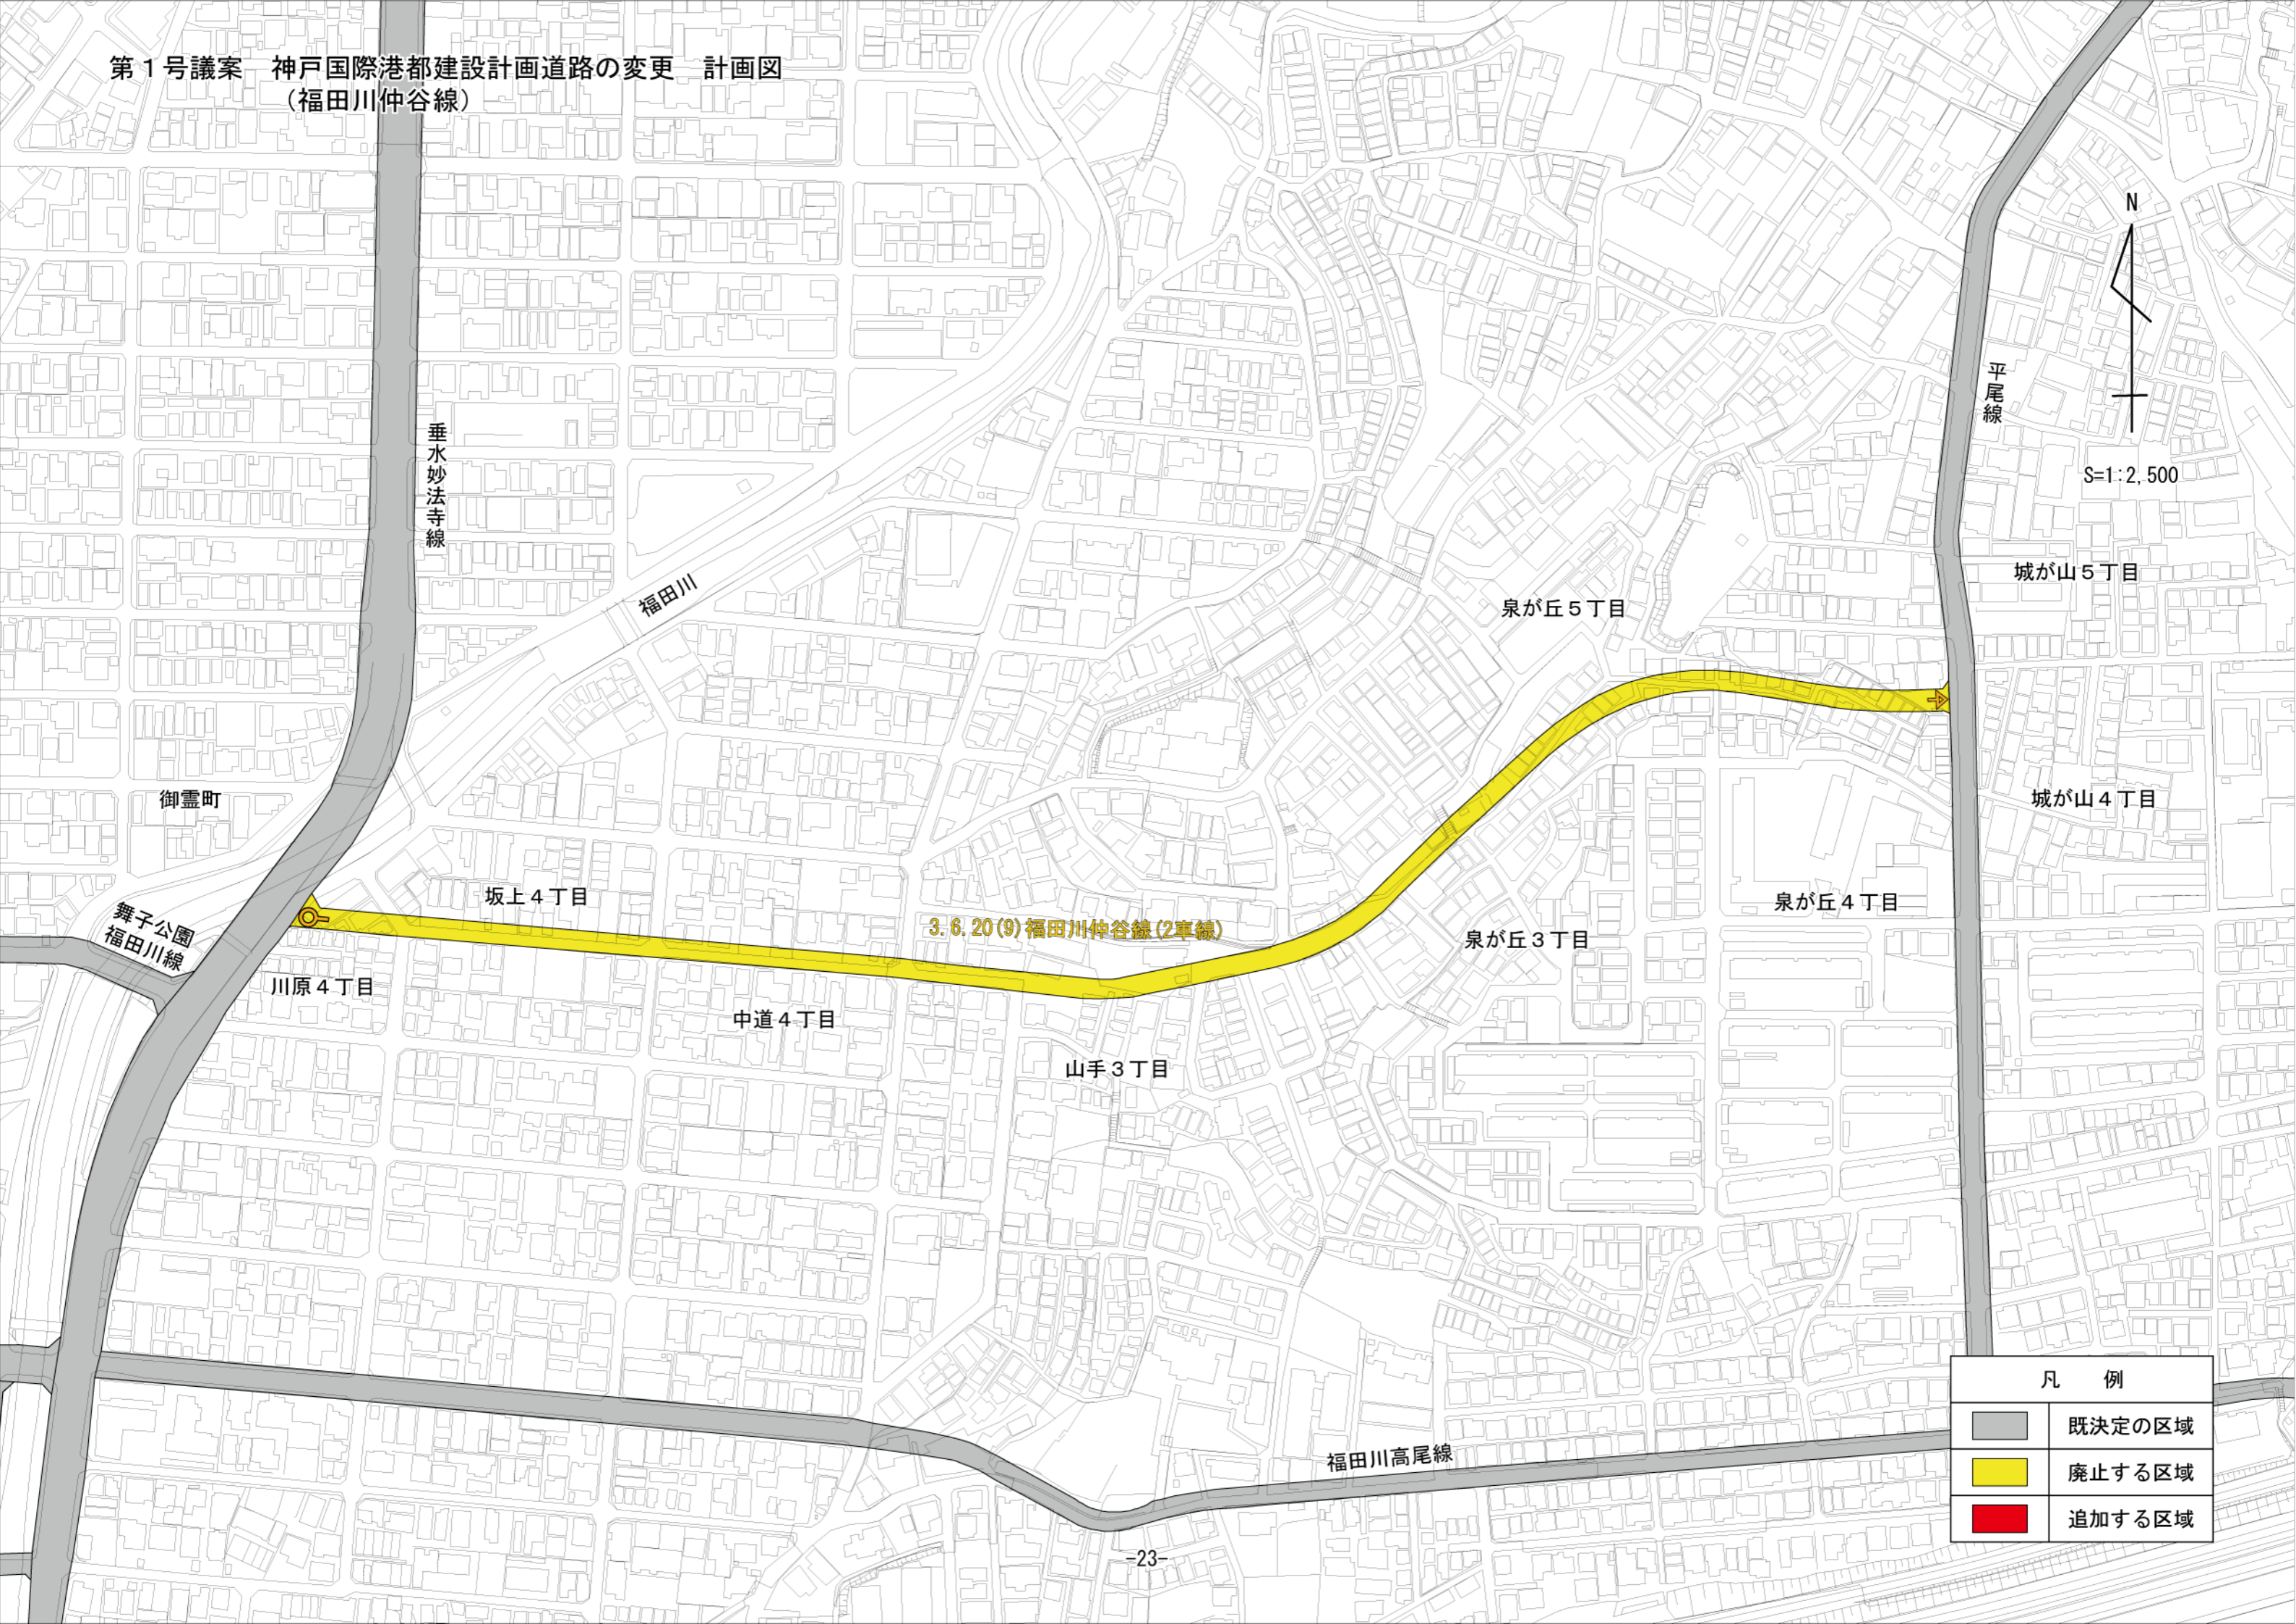 第1号議案　神戸国際港都建設計画道路の変更　計画図
（福田川仲谷線）
N
平尾線
垂水妙法寺線
S=1:2,500
城が山５丁目
福田川
泉が丘５丁目
御霊町
城が山４丁目
坂上４丁目
泉が丘４丁目
舞子公園
福田川線
3.6.20(9)福田川仲谷線(2車線)
泉が丘３丁目
川原４丁目
中道４丁目
山手３丁目
福田川高尾線
凡　例
既決定の区域
廃止する区域
追加する区域
-23-